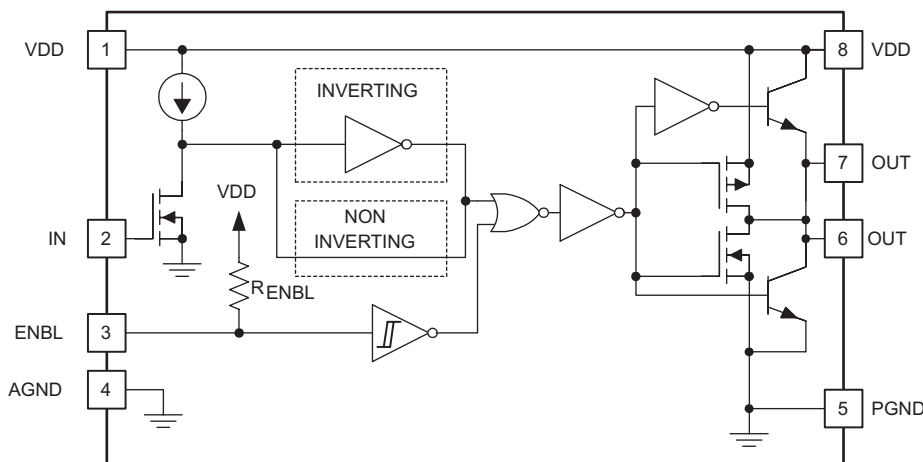 VDD 1
8 VDD
INVERTING
VDD
7 OUT
NON
INVERTING
IN 2
6 OUT
RENBL
ENBL 3
AGND 4
5 PGND